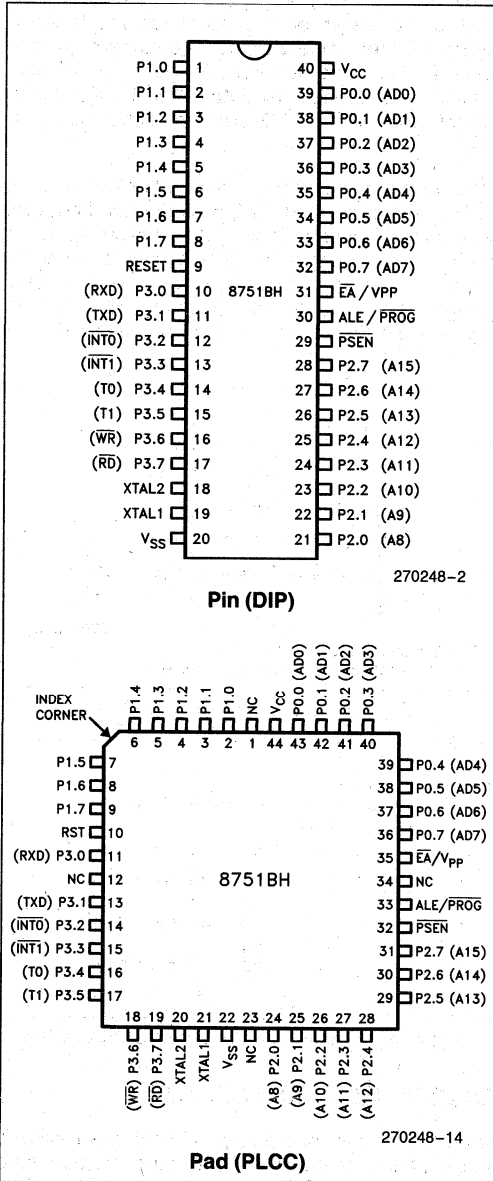 P1.0 1 40 VCC
P1.1 2 39 P0.0 (AD0)
P1.2 3 38 P0.1 (AD1)
P1.3 4 37 P0.2 (AD2)
P1.4 5 36 P0.3 (AD3)
P1.5 6 35 P0.4 (AD4)
P1.6 7 34 P0.5 (AD5)
P1.7 8 33 P0.6 (AD6)
RESET 9 32 P0.7 (AD7)
(RXD) P3.0 10 8751BH 31 E̅A̅ / VPP
(TXD) P3.1 11 30 ALE / P̅R̅O̅G̅
(I̅N̅T̅0̅) P3.2 12 29 P̅S̅E̅N̅
(I̅N̅T̅1̅) P3.3 13 28 P2.7 (A15)
(T0) P3.4 14 27 P2.6 (A14)
(T1) P3.5 15 26 P2.5 (A13)
(W̅R̅) P3.6 16 25 P2.4 (A12)
(R̅D̅) P3.7 17 24 P2.3 (A11)
XTAL2 18 23 P2.2 (A10)
XTAL1 19 22 P2.1 (A9)
VSS 20 21 P2.0 (A8)
270248-2
Pin (DIP)
INDEX
CORNER
P1.4 P1.3 P1.2 P1.1 P1.0 NC VCC P0.0 (AD0) P0.1 (AD1) P0.2 (AD2) P0.3 (AD3)
6 5 4 3 2 1 44 43 42 41 40
P1.5 7 39 P0.4 (AD4)
P1.6 8 38 P0.5 (AD5)
P1.7 9 37 P0.6 (AD6)
RST 10 36 P0.7 (AD7)
(RXD) P3.0 11 35 E̅A̅/VPP
NC 12 8751BH 34 NC
(TXD) P3.1 13 33 ALE/P̅R̅O̅G̅
(I̅N̅T̅0̅) P3.2 14 32 P̅S̅E̅N̅
(I̅N̅T̅1̅) P3.3 15 31 P2.7 (A15)
(T0) P3.4 16 30 P2.6 (A14)
(T1) P3.5 17 29 P2.5 (A13)
18 19 20 21 22 23 24 25 26 27 28
(W̅R̅) P3.6 (R̅D̅) P3.7 XTAL2 XTAL1 VSS NC (A8) P2.0 (A9) P2.1 (A10) P2.2 (A11) P2.3 (A12) P2.4
270248-14
Pad (PLCC)